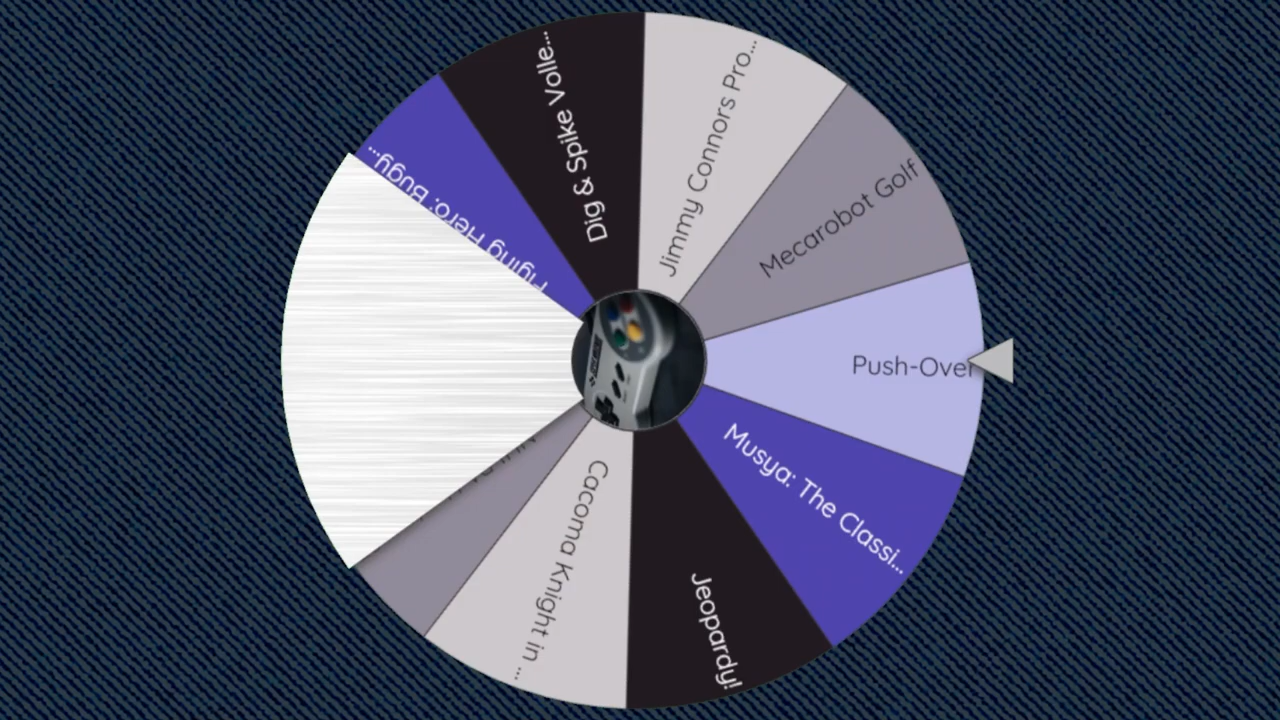 Dig & Spike Volle...
Jimmy Connors Pro...
Mecarobot Golf
Push-Over
Musya: The Classi...
Jeopardy!
Cacoma Knight in ...
Hero: Bugy...